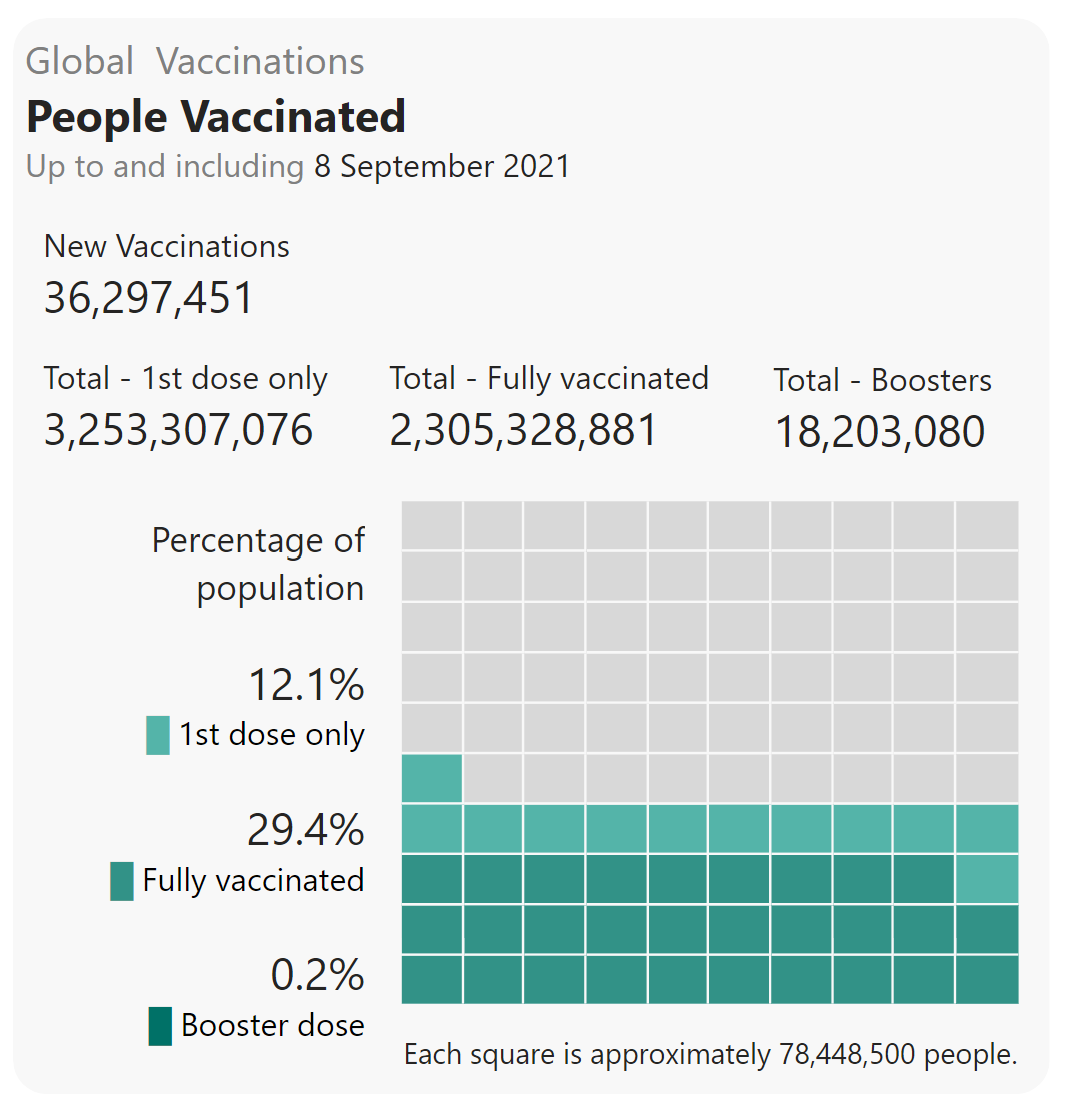 Global Vaccinations
People Vaccinated
Up to and including 8 September 2021
New Vaccinations
36,297,451
Total - 1st dose only
3,253,307,076
Total - Fully vaccinated
2,305,328,881
Total - Boosters
18,203,080
Percentage of
population
12.1%
1st dose only
29.4%
Fully vaccinated
0.2%
Booster dose
Each square is approximately 78,448,500 people.